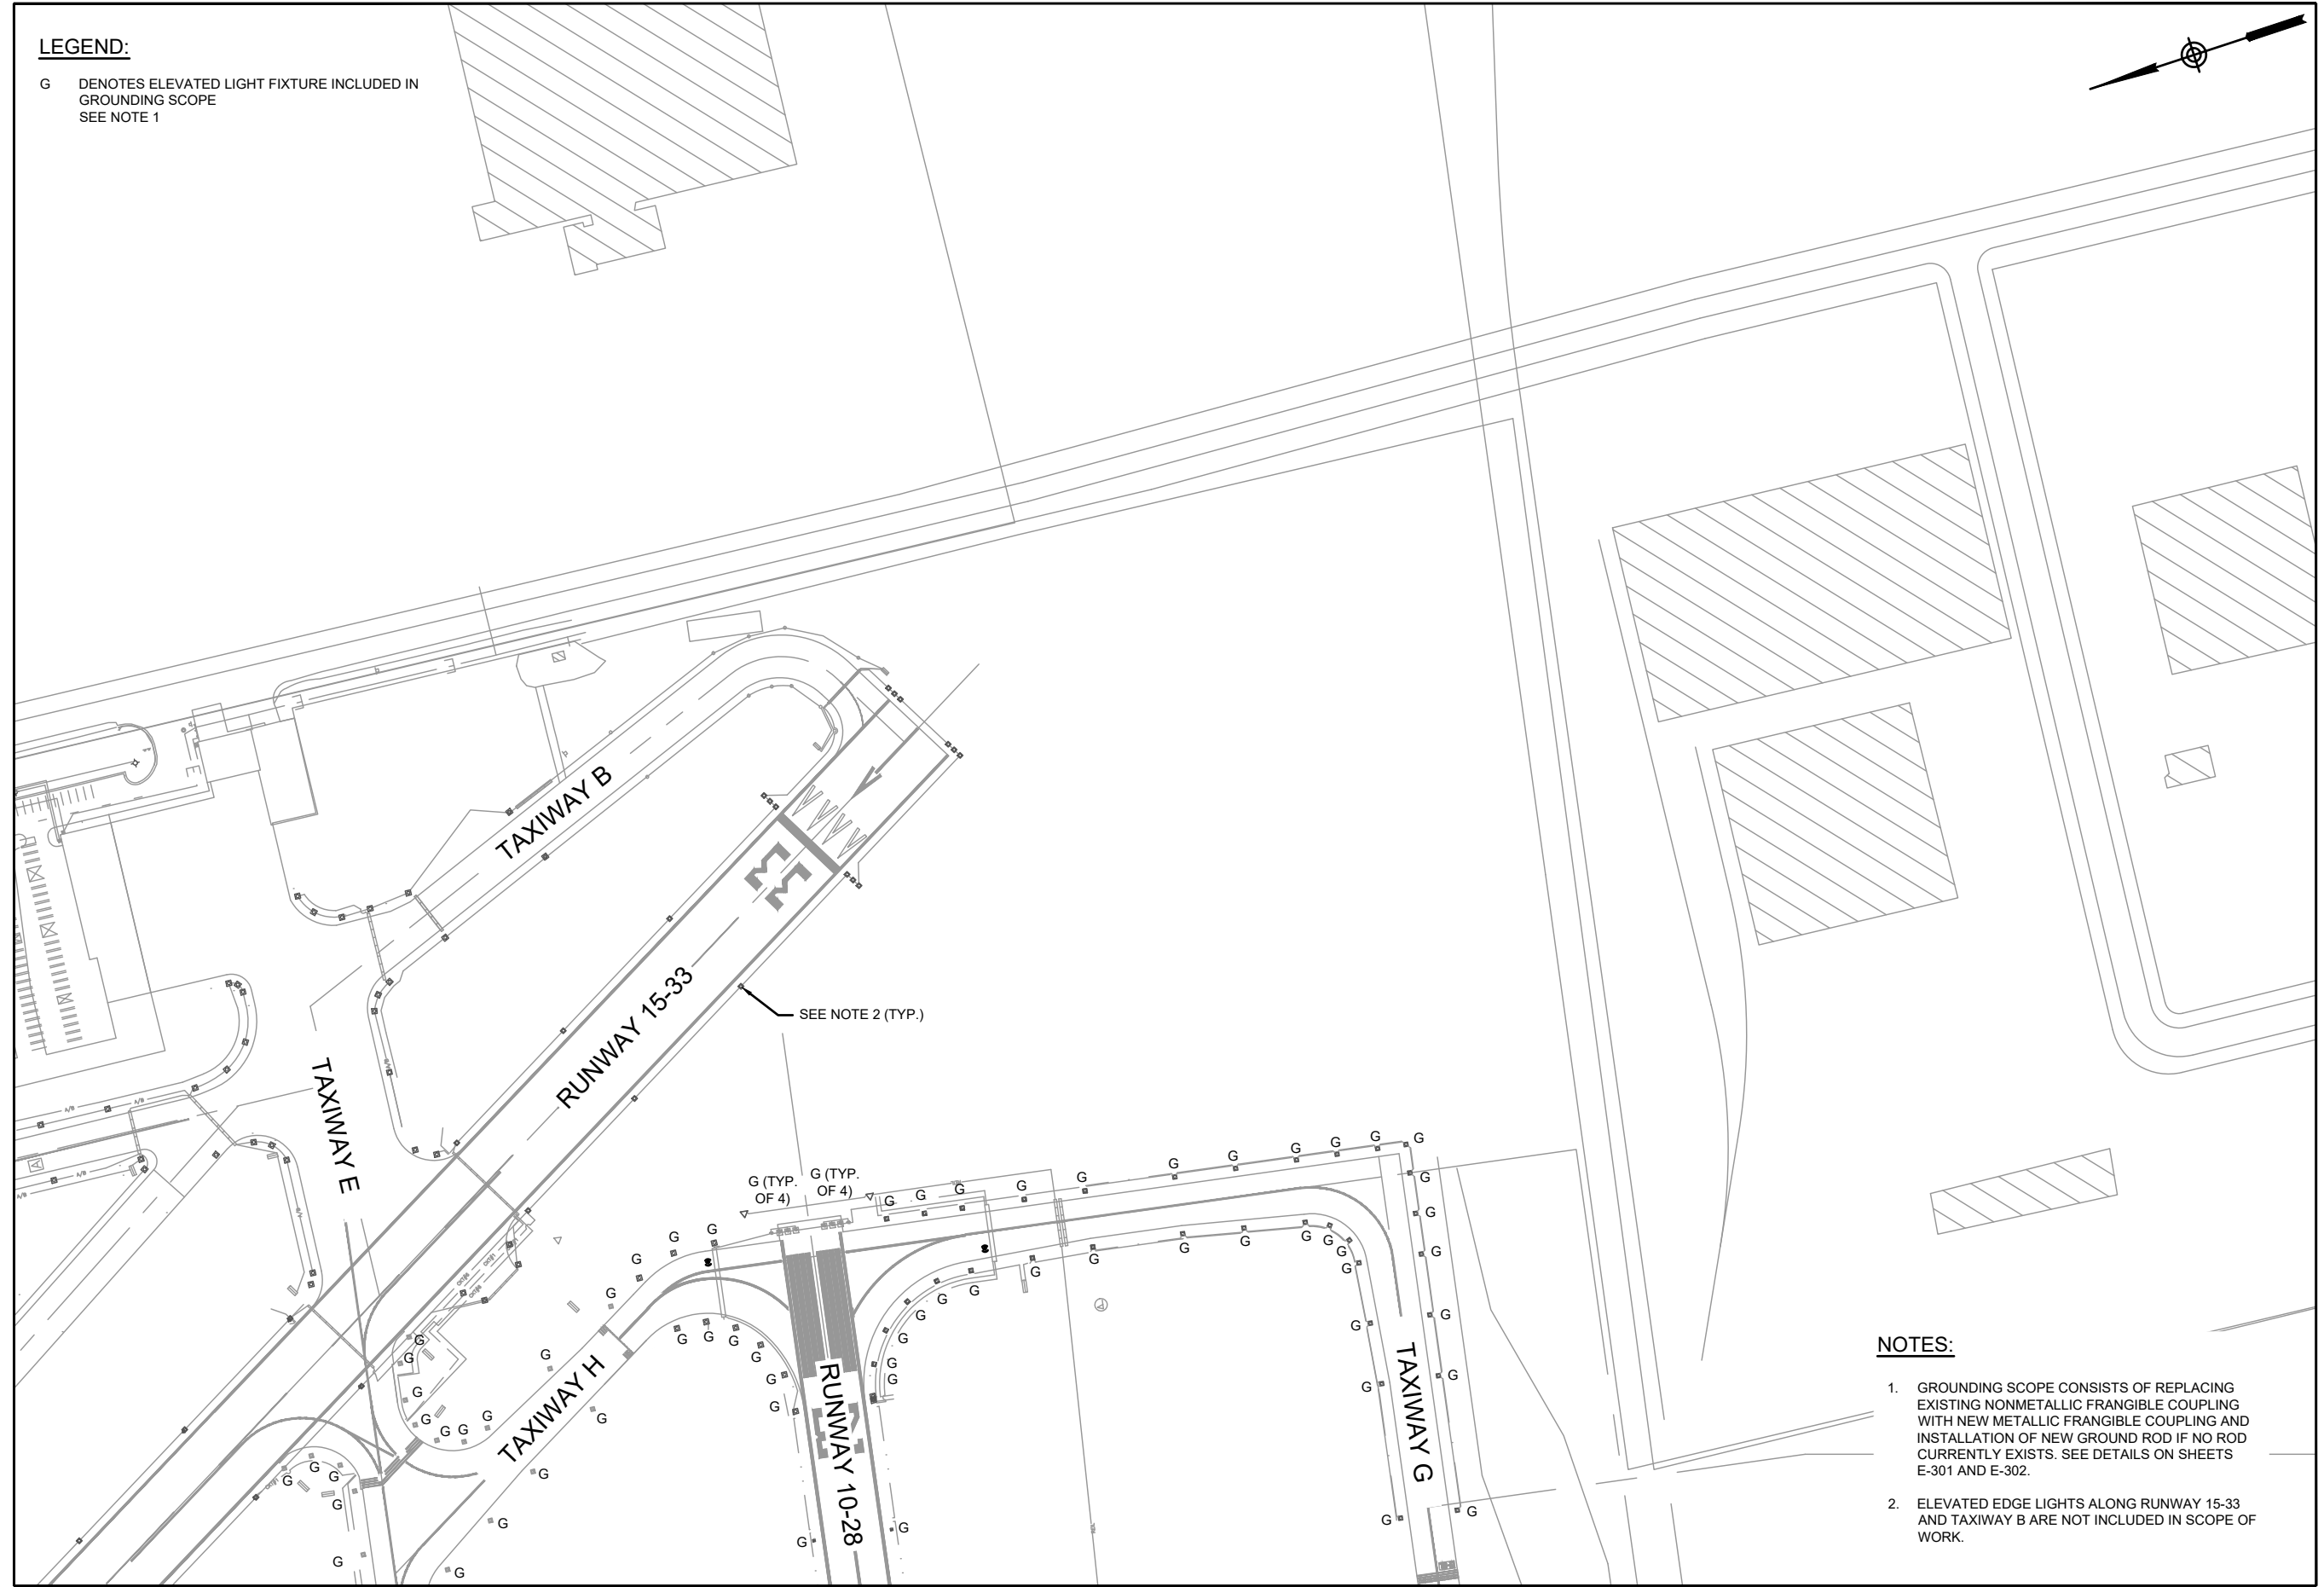 LEGEND:
G DENOTES ELEVATED LIGHT FIXTURE INCLUDED IN
GROUNDING SCOPE
SEE NOTE 1
TAXIWAY B
RUNWAY 15-33
33
SEE NOTE 2 (TYP.)
TAXIWAY E
G (TYP.
OF 4)
G (TYP.
OF 4)
G G G G G G G G G G G G
G G G G G
G G G G G G G G
G G G G G G
G G G G G G
G G G G G G
G G G G G G
G G G G G G
G G G G G G
G G G G G G
G G G G G G
TAXIWAY H
RUNWAY 10-28
TAXIWAY G
NOTES:
1. GROUNDING SCOPE CONSISTS OF REPLACING
EXISTING NONMETALLIC FRANGIBLE COUPLING
WITH NEW METALLIC FRANGIBLE COUPLING AND
INSTALLATION OF NEW GROUND ROD IF NO ROD
CURRENTLY EXISTS. SEE DETAILS ON SHEETS
E-301 AND E-302.
2. ELEVATED EDGE LIGHTS ALONG RUNWAY 15-33
AND TAXIWAY B ARE NOT INCLUDED IN SCOPE OF
WORK.